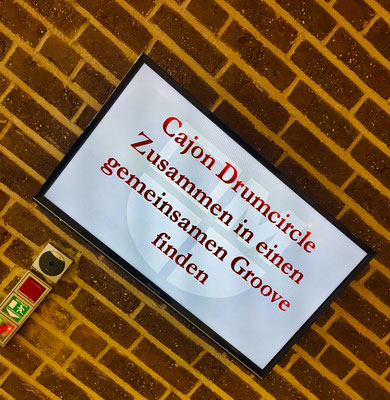 Cajon Drumcircle
Zusammen in einen
gemeinsamen Groove
finden